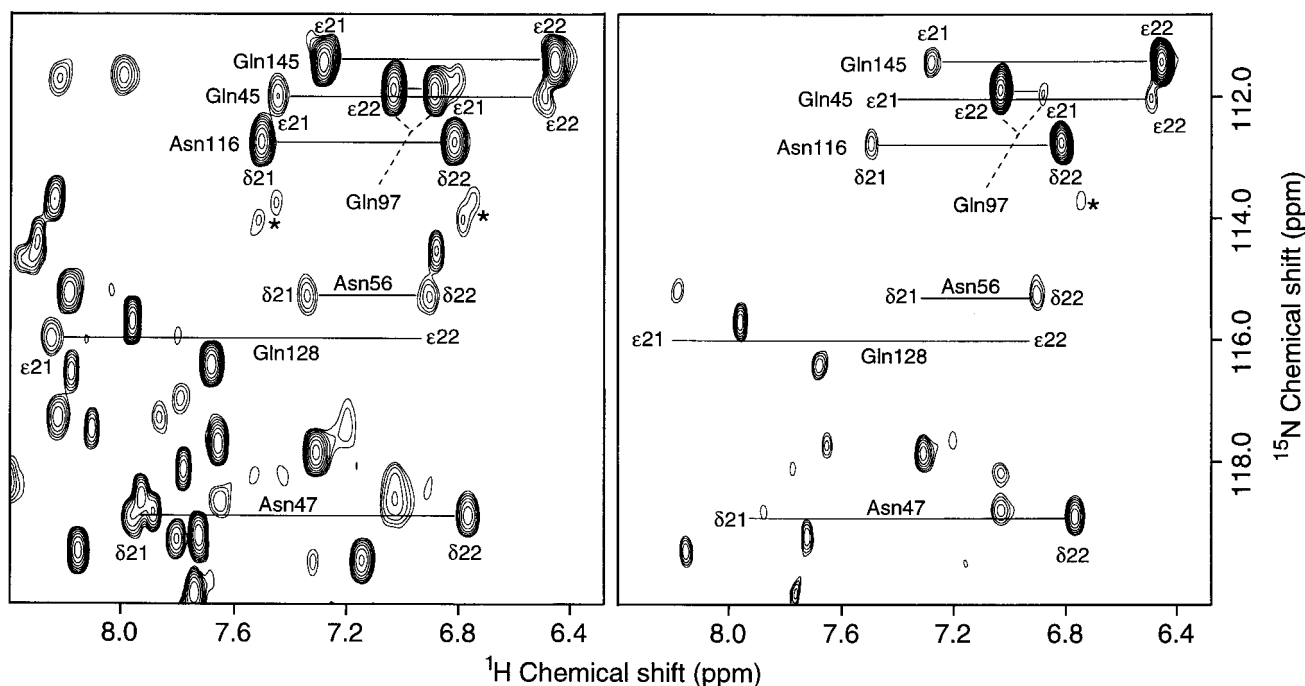 ε21 ε22
Gln145
Gln45
ε21 ε22 ε21 ε22
Asn116
δ21 δ22
Gln97
* *
Asn56
δ21 δ22
ε21 ε22
Gln128
Asn47
δ21 δ22
8.0 7.6 7.2 6.8 6.4
ε21 ε22
Gln145
Gln45 ε21 ε22 ε21 ε22
Asn116
δ21 δ22
Gln97
*
Asn56
δ21 δ22
ε21 ε22
Gln128
Asn47
δ21 δ22
8.0 7.6 7.2 6.8 6.4
112.0
114.0
116.0
118.0
¹⁵N Chemical shift (ppm)
¹H Chemical shift (ppm)